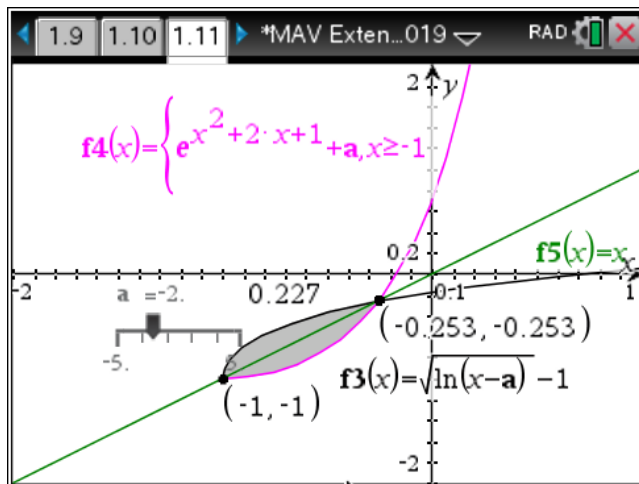 1.9 1.10 1.11 *MAV Exten...019 RAD
2 y
f4(x)={e^x^2+2·x+1+a,x≥-1
0.2
f5(x)=x
x
-2 0.227 0.1 1
a =-2.
(-0.253,-0.253)
-5. 5.
f3(x)=√ln(x-a) -1
(-1,-1)
-2